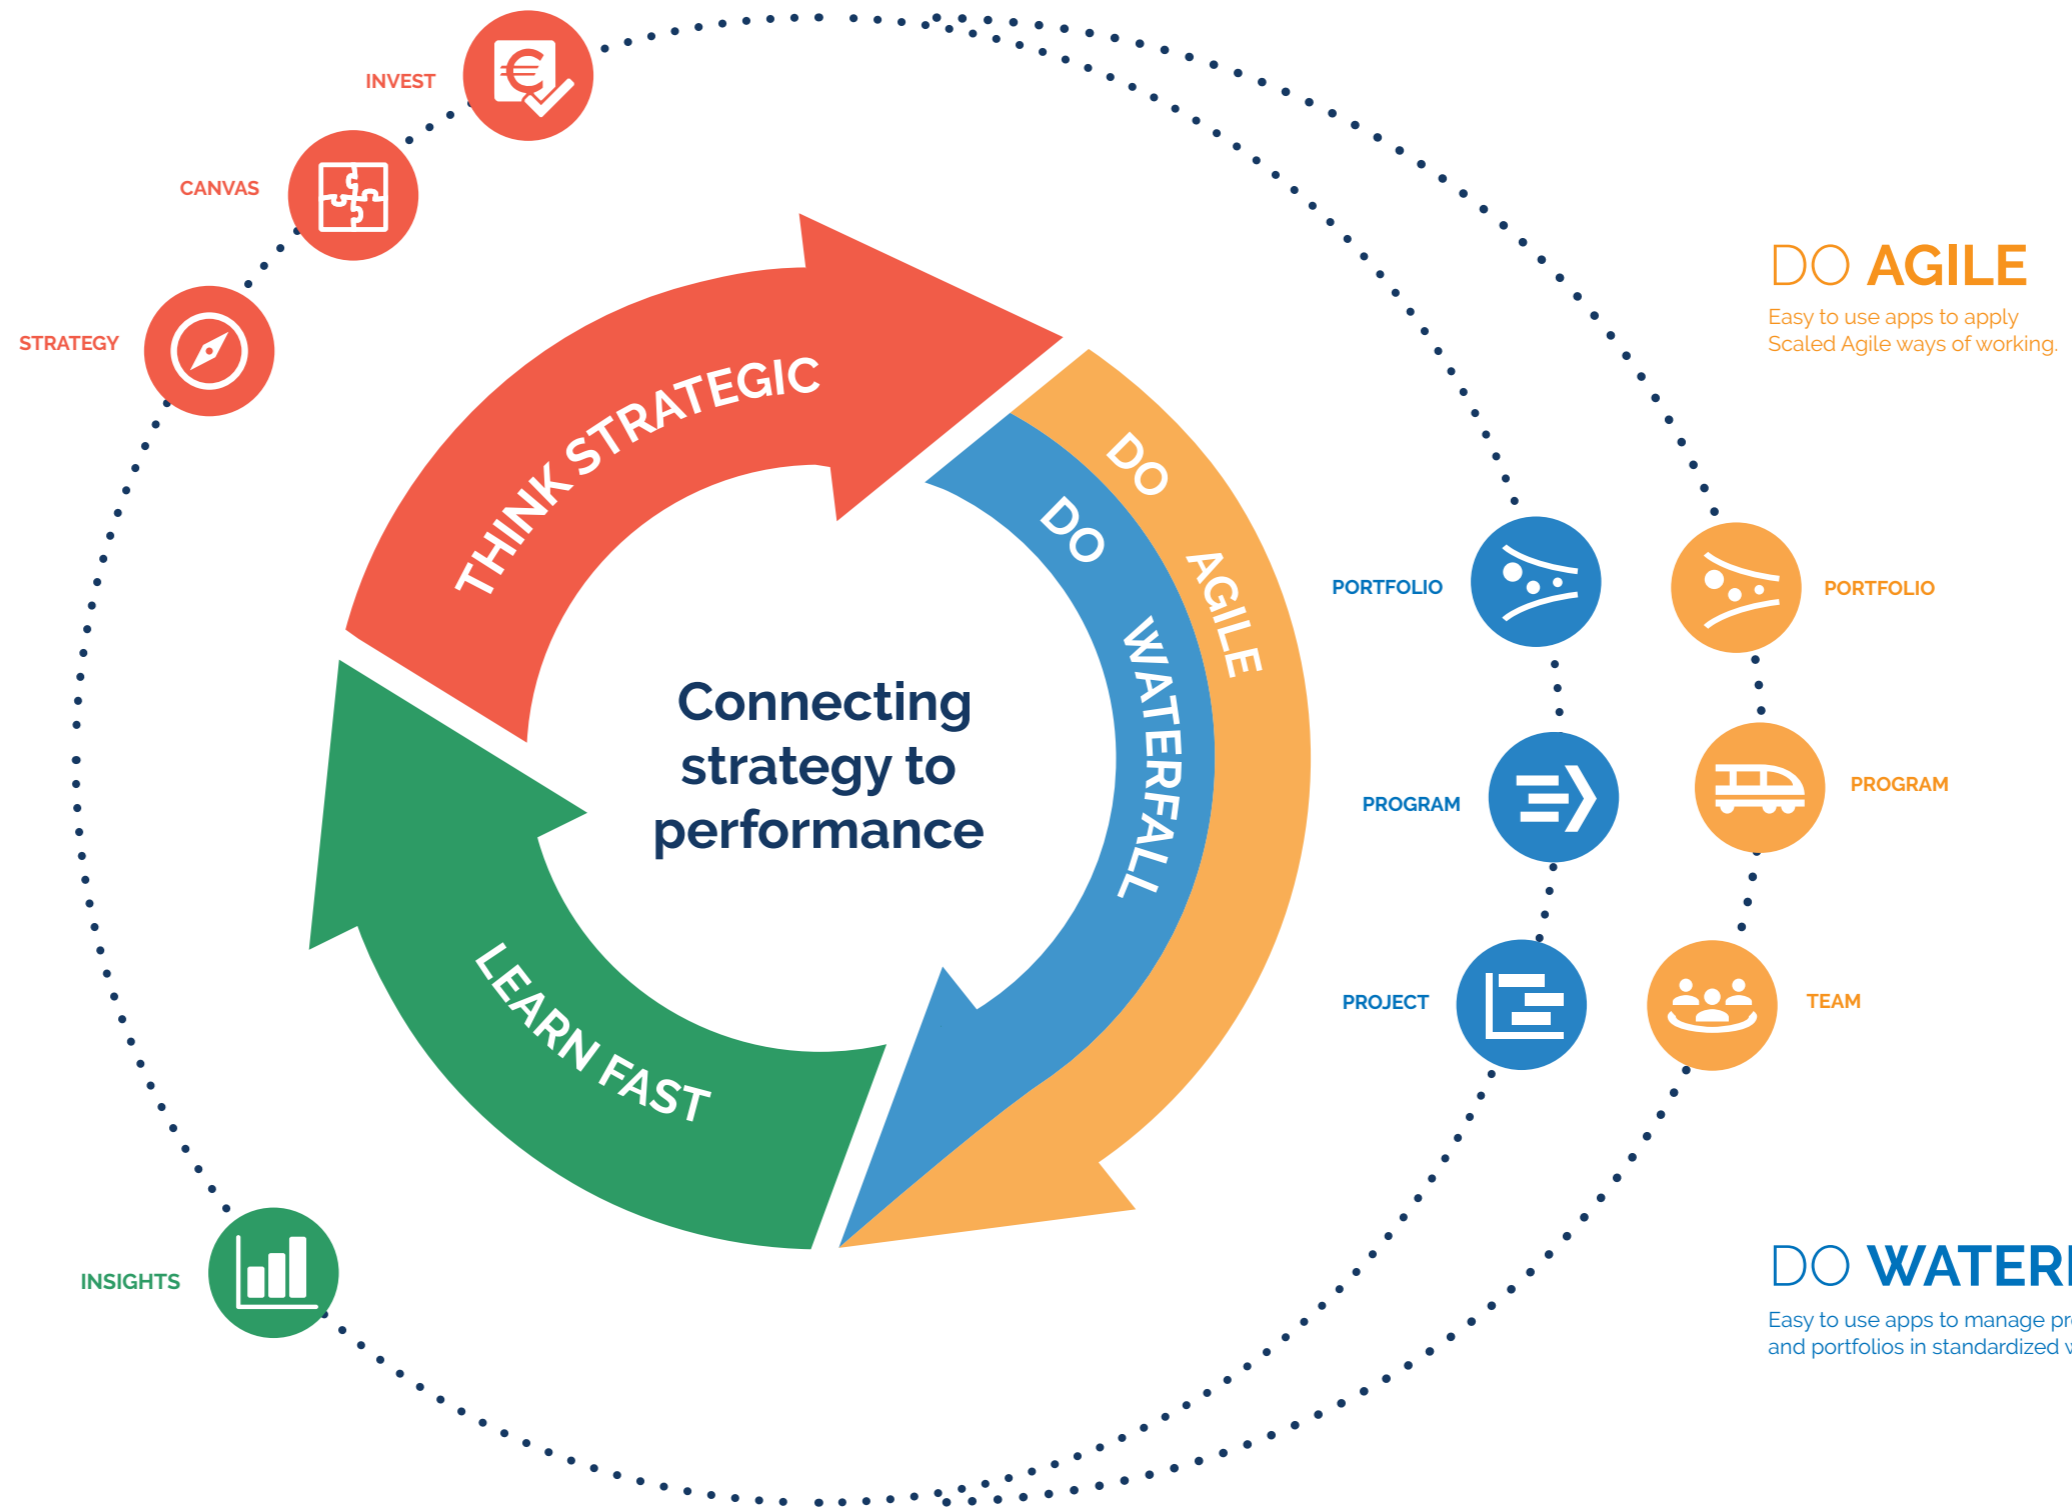 INVEST
CANVAS
STRATEGY
THINK STRATEGIC
DO AGILE
DO WATERFALL
LEARN FAST
Connecting
strategy to
performance
PORTFOLIO
PROGRAM
PROJECT
PORTFOLIO
PROGRAM
TEAM
INSIGHTS
DO AGILE
Easy to use apps to apply
Scaled Agile ways of working.
DO
Easy to use apps to manage
and portfolios in standardized